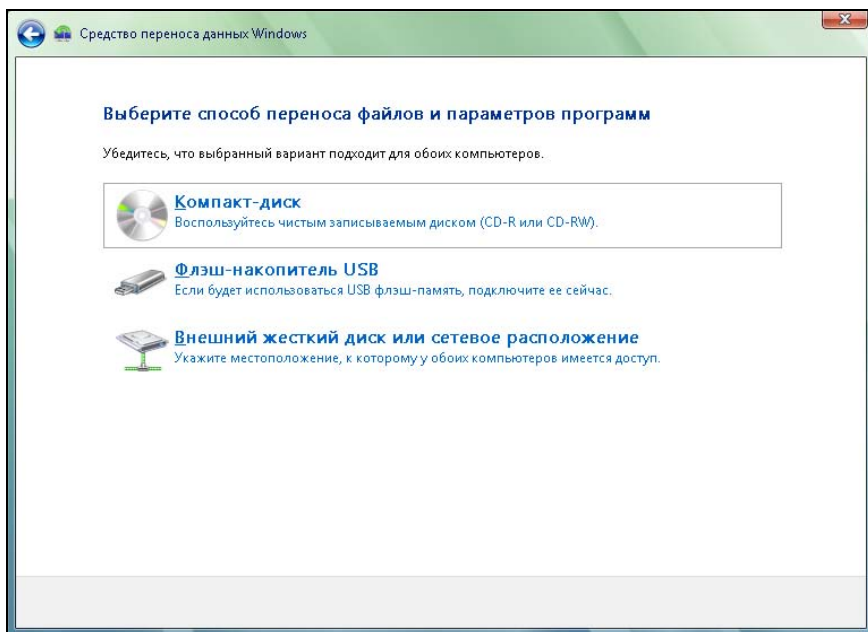 Средство переноса данных Windows
Выберите способ переноса файлов и параметров программ
Убедитесь, что выбранный вариант подходит для обоих компьютеров.
Компакт-диск
Воспользуйтесь чистым записываемым диском (CD-R или CD-RW).
Флэш-накопитель USB
Если будет использоваться USB флэш-память, подключите ее сейчас.
Внешний жесткий диск или сетевое расположение
Укажите местоположение, к которому у обоих компьютеров имеется доступ.